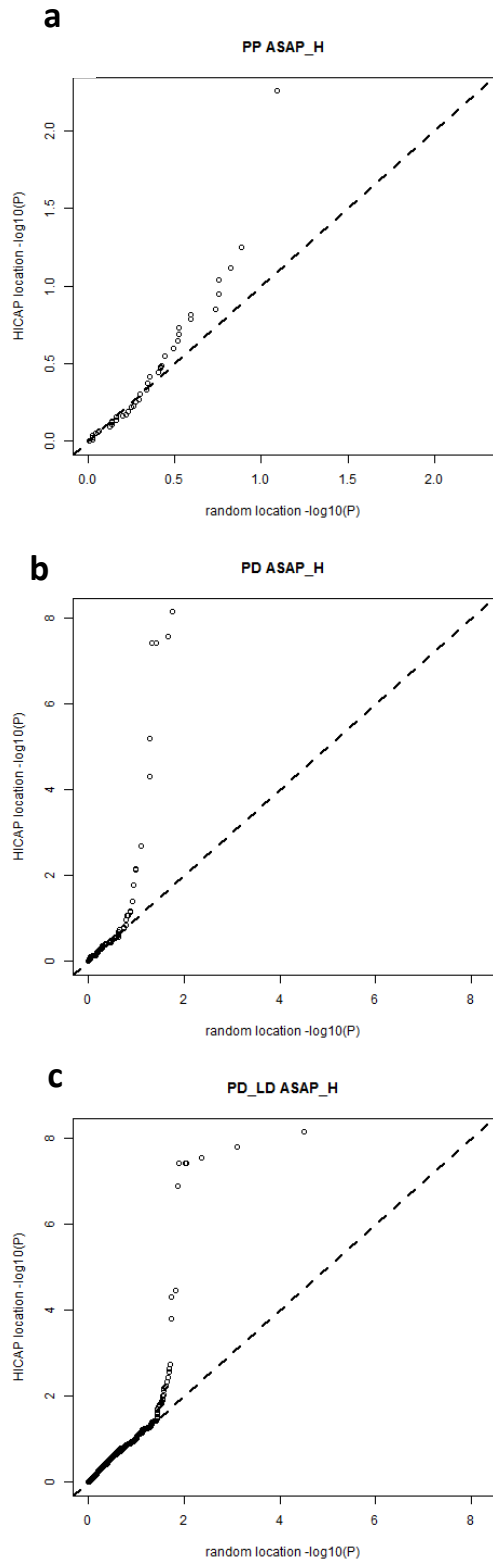 a
PP ASAP_H
HICAP location -log10(P)
2.0
1.5
1.0
0.5
0.0
0.0 0.5 1.0 1.5 2.0
random location -log10(P)
b
PD ASAP_H
HICAP location -log10(P)
8
6
4
2
0
0 2 4 6 8
random location -log10(P)
c
PD_LD ASAP_H
HICAP location -log10(P)
8
6
4
2
0
0 2 4 6 8
random location -log10(P)